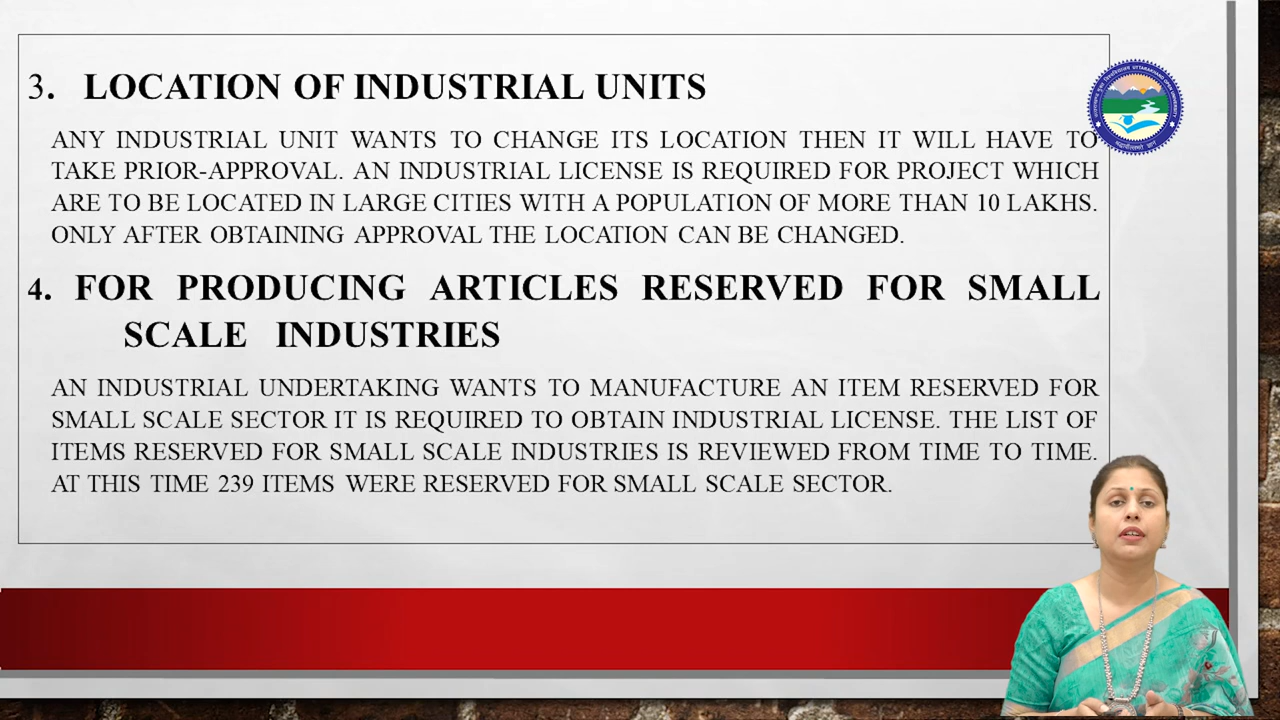 3. LOCATION OF INDUSTRIAL UNITS
ANY INDUSTRIAL UNIT WANTS TO CHANGE ITS LOCATION THEN IT WILL HAVE TO
TAKE PRIOR-APPROVAL. AN INDUSTRIAL LICENSE IS REQUIRED FOR PROJECT WHICH
ARE TO BE LOCATED IN LARGE CITIES WITH A POPULATION OF MORE THAN 10 LAKHS.
ONLY AFTER OBTAINING APPROVAL THE LOCATION CAN BE CHANGED.
4. FOR PRODUCING ARTICLES RESERVED FOR SMALL
SCALE INDUSTRIES
AN INDUSTRIAL UNDERTAKING WANTS TO MANUFACTURE AN ITEM RESERVED FOR
SMALL SCALE SECTOR IT IS REQUIRED TO OBTAIN INDUSTRIAL LICENSE. THE LIST OF
ITEMS RESERVED FOR SMALL SCALE INDUSTRIES IS REVIEWED FROM TIME TO TIME.
AT THIS TIME 239 ITEMS WERE RESERVED FOR SMALL SCALE SECTOR.